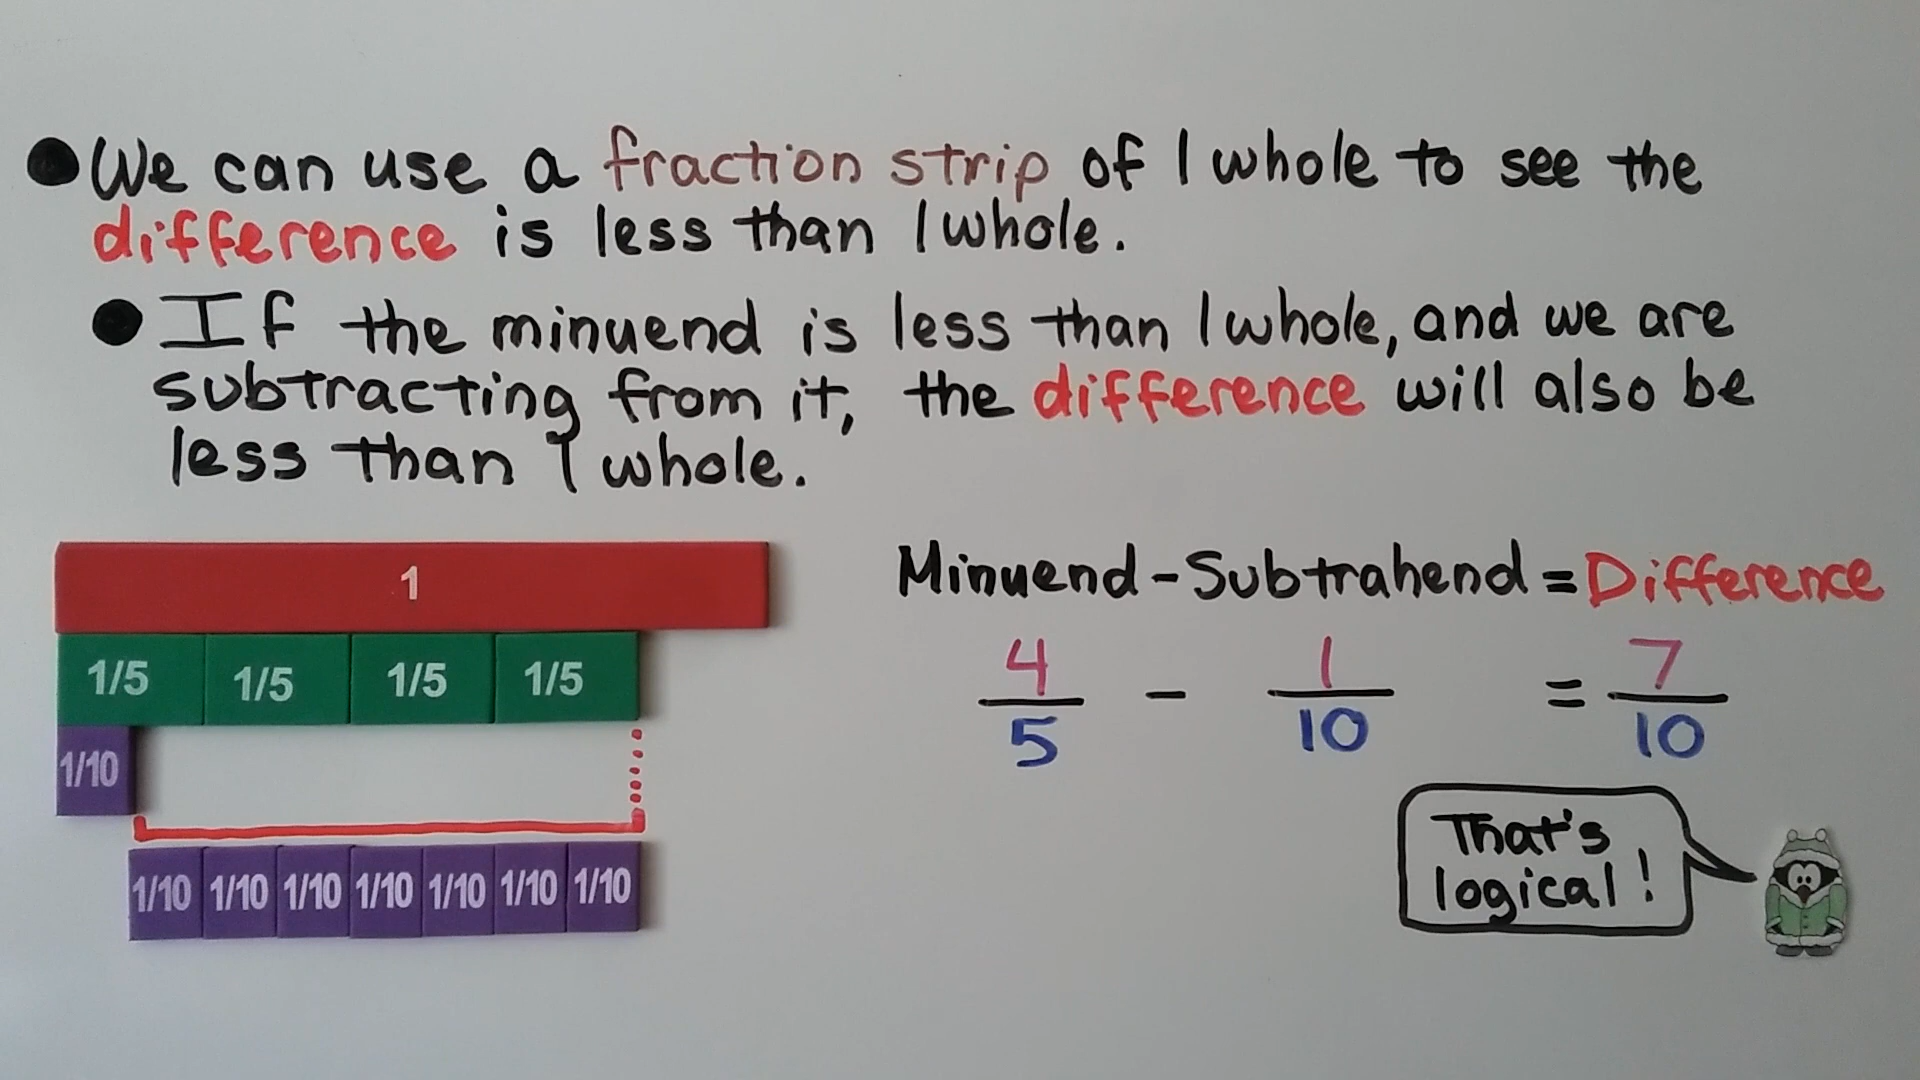 We can use a fraction strip of 1 whole to see the
difference is less than 1 whole.
If the minuend is less than 1 whole, and we are
subtracting from it, the difference will also be
less than 1 whole.
1
1/5 1/5 1/5 1/5
1/10
1/10 1/10 1/10 1/10 1/10 1/10 1/10
Minuend - Subtrahend = Difference
4/5 - 1/10 = 7/10
That's
logical!